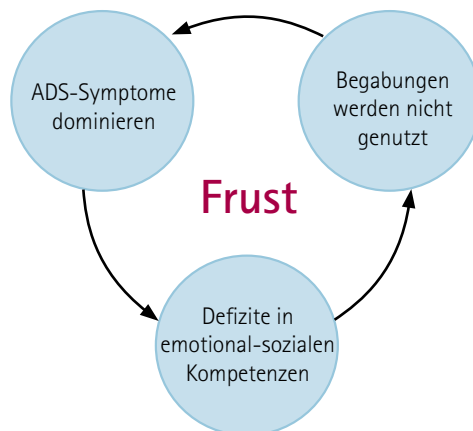 ADS-Symptome
dominieren
Begabungen
werden nicht
genutzt
Frust
Defizite in
emotional-sozialen
Kompetenzen